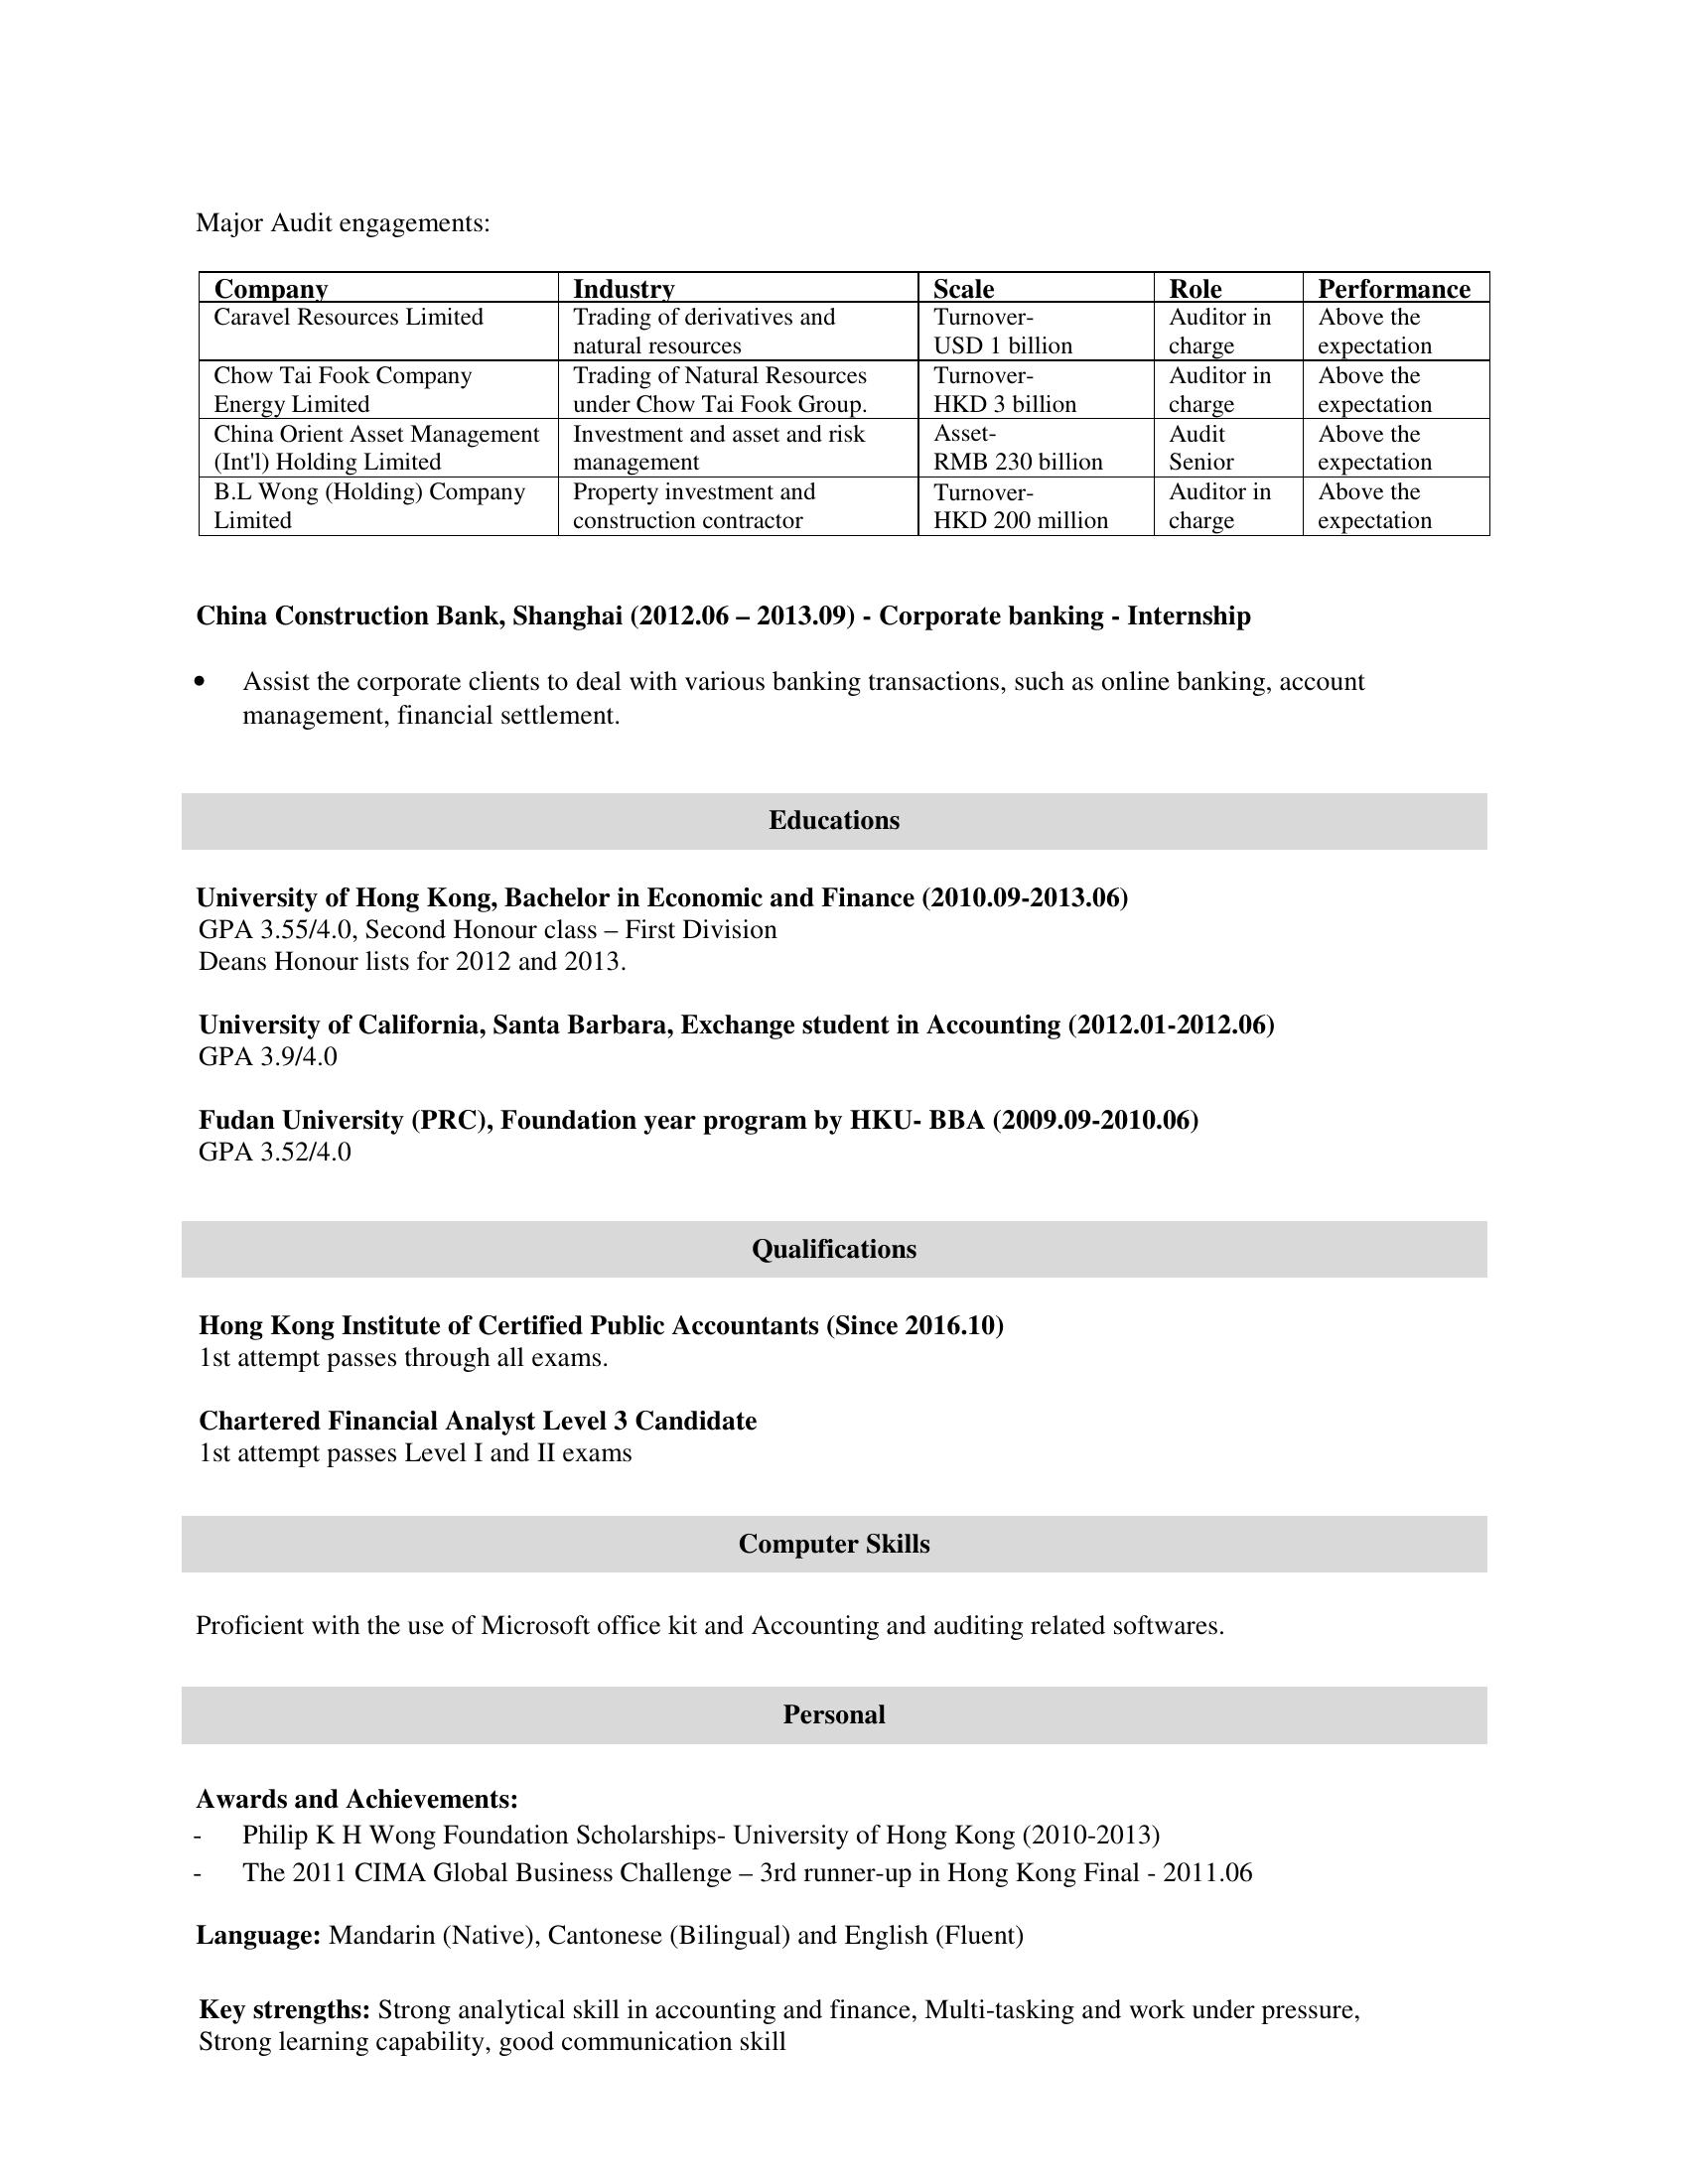 Major Audit engagements:
Company Industry Scale Role Performance
Caravel Resources Limited Trading of derivatives and natural resources Turnover- USD 1 billion Auditor in charge Above the expectation
Chow Tai Fook Company Energy Limited Trading of Natural Resources under Chow Tai Fook Group. Turnover- HKD 3 billion Auditor in charge Above the expectation
China Orient Asset Management (Int'l) Holding Limited Investment and asset and risk management Asset- RMB 230 billion Audit Senior Above the expectation
B.L Wong (Holding) Company Limited Property investment and construction contractor Turnover- HKD 200 million Auditor in charge Above the expectation
China Construction Bank, Shanghai (2012.06 – 2013.09) - Corporate banking - Internship
• Assist the corporate clients to deal with various banking transactions, such as online banking, account
management, financial settlement.
Educations
University of Hong Kong, Bachelor in Economic and Finance (2010.09-2013.06)
GPA 3.55/4.0, Second Honour class – First Division
Deans Honour lists for 2012 and 2013.
University of California, Santa Barbara, Exchange student in Accounting (2012.01-2012.06)
GPA 3.9/4.0
Fudan University (PRC), Foundation year program by HKU- BBA (2009.09-2010.06)
GPA 3.52/4.0
Qualifications
Hong Kong Institute of Certified Public Accountants (Since 2016.10)
1st attempt passes through all exams.
Chartered Financial Analyst Level 3 Candidate
1st attempt passes Level I and II exams
Computer Skills
Proficient with the use of Microsoft office kit and Accounting and auditing related softwares.
Personal
Awards and Achievements:
- Philip K H Wong Foundation Scholarships- University of Hong Kong (2010-2013)
- The 2011 CIMA Global Business Challenge – 3rd runner-up in Hong Kong Final - 2011.06
Language: Mandarin (Native), Cantonese (Bilingual) and English (Fluent)
Key strengths: Strong analytical skill in accounting and finance, Multi-tasking and work under pressure,
Strong learning capability, good communication skill